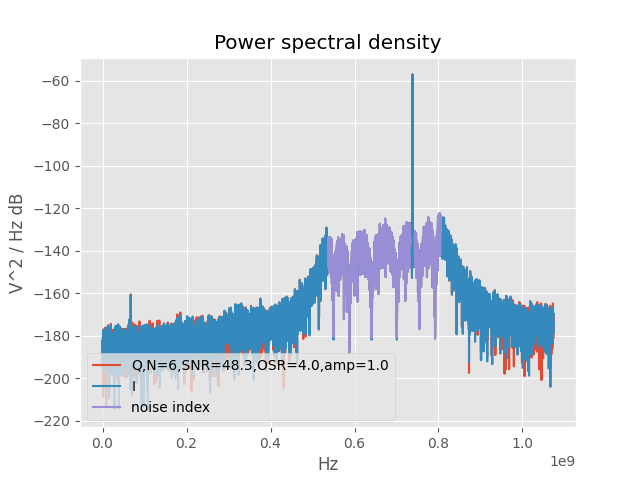 Power spectral density
−60
−80
−100
−120
−140
−160
−180
−200
−220
V^2 / Hz dB
Q,N=6,SNR=48.3,OSR=4.0,amp=1.0
I
noise index
0.0 0.2 0.4 0.6 0.8 1.0
1e9
Hz